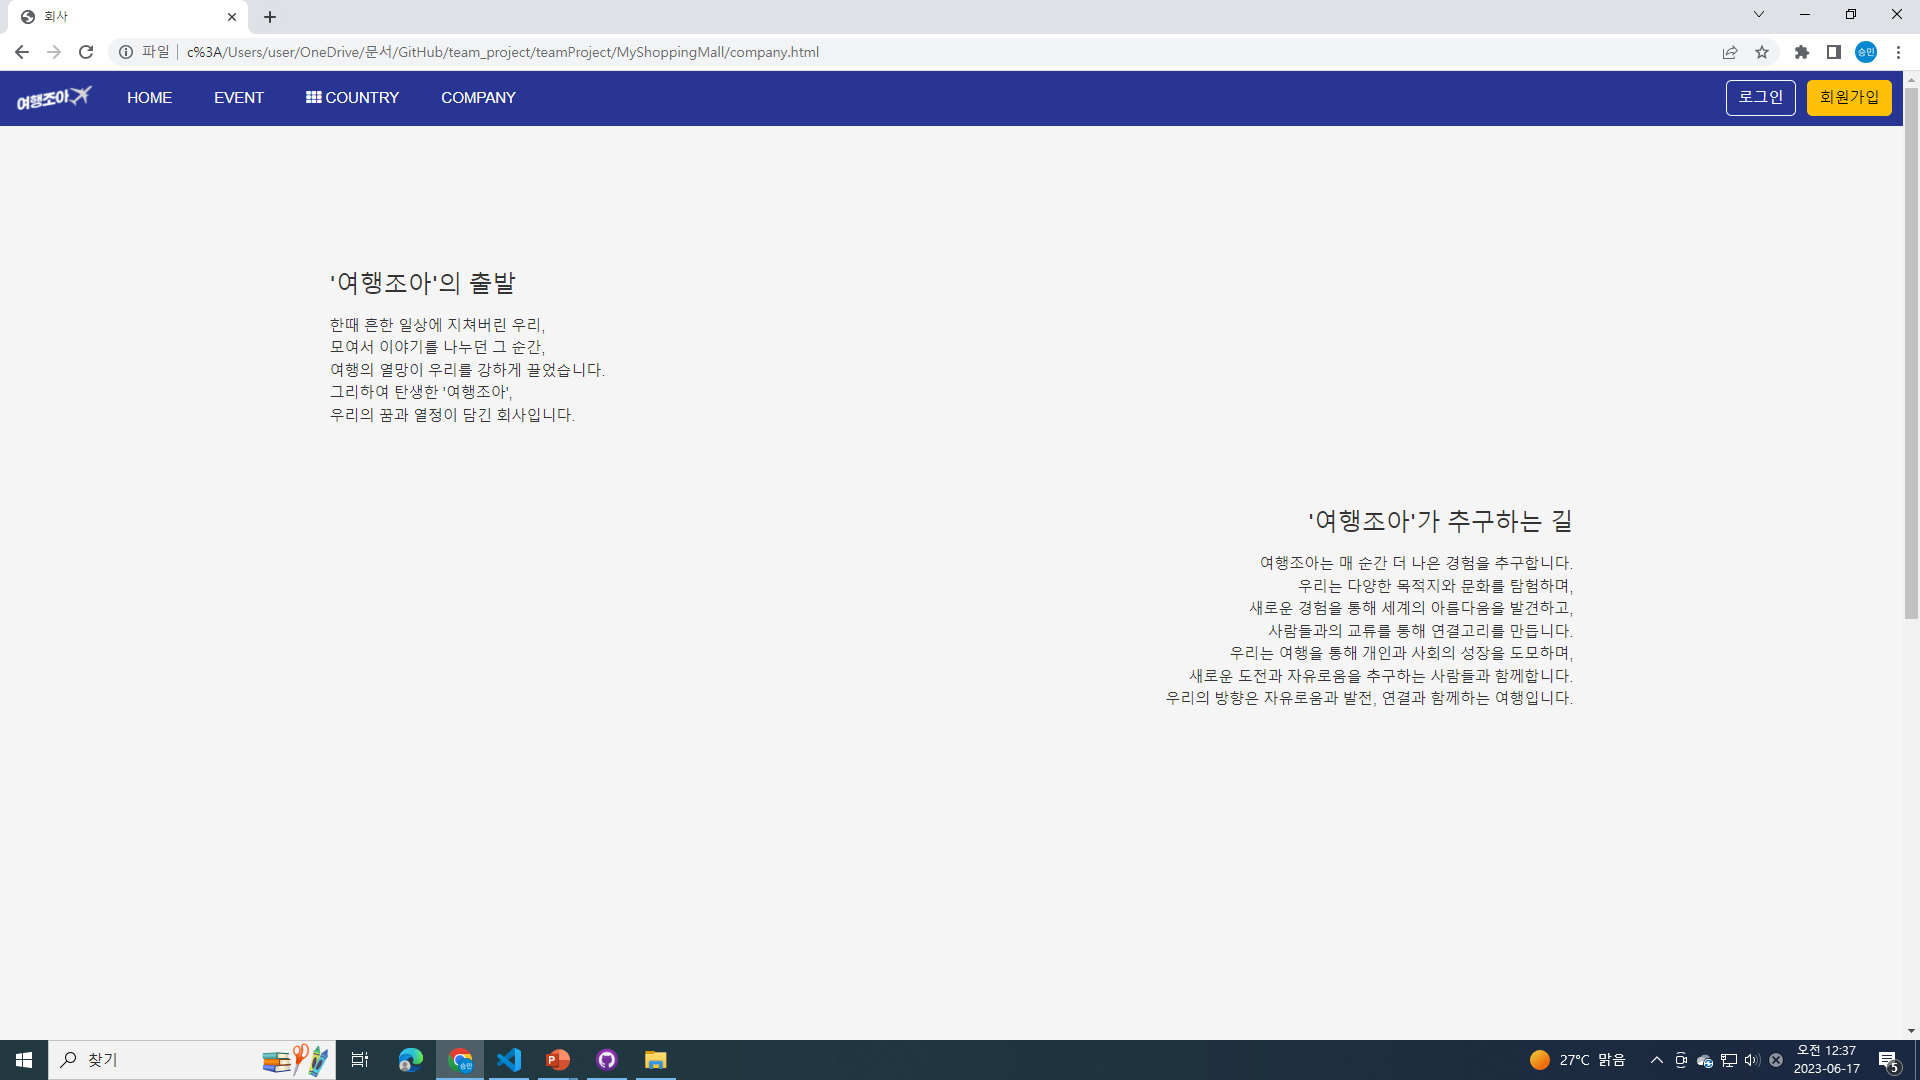 회사
파일
c%3A/Users/user/OneDrive/문서/GitHub/team_project/teamProject/MyShoppingMall/company.html
승민
여행조아
HOME
EVENT
COUNTRY
COMPANY
로그인
회원가입
'여행조아'의 출발
한때 흔한 일상에 지쳐버린 우리,
모여서 이야기를 나누던 그 순간,
여행의 열망이 우리를 강하게 끌었습니다.
그리하여 탄생한 '여행조아',
우리의 꿈과 열정이 담긴 회사입니다.
'여행조아'가 추구하는 길
여행조아는 매 순간 더 나은 경험을 추구합니다.
우리는 다양한 목적지와 문화를 탐험하며,
새로운 경험을 통해 세계의 아름다움을 발견하고,
사람들과의 교류를 통해 연결고리를 만듭니다.
우리는 여행을 통해 개인과 사회의 성장을 도모하며,
새로운 도전과 자유로움을 추구하는 사람들과 함께합니다.
우리의 방향은 자유로움과 발전, 연결과 함께하는 여행입니다.
찾기
승민
P
27°C 맑음
오전 12:37
2023-06-17
5